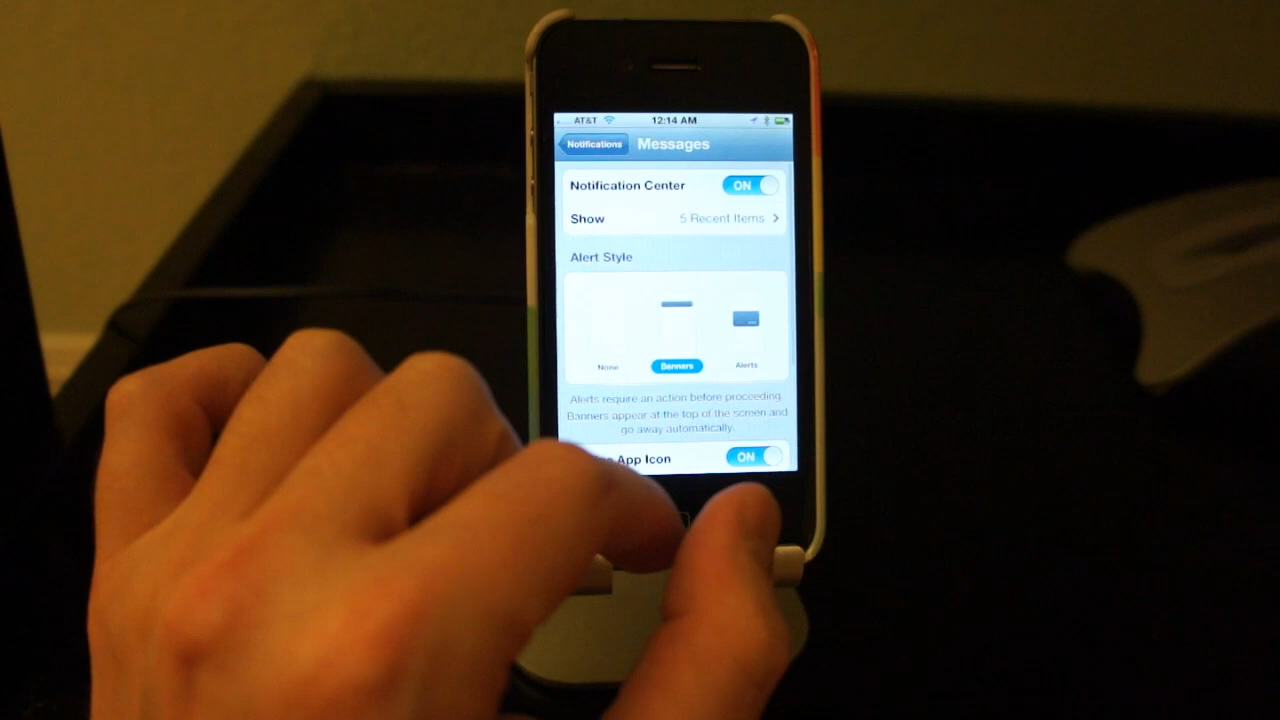 AT&T 12:14 AM
Notifications Messages
Notification Center ON
Show 5 Recent Items
Alert Style
None Banners Alerts
Alerts require an action before proceeding.
Banners appear at the top of the screen and
go away automatically.
App Icon ON